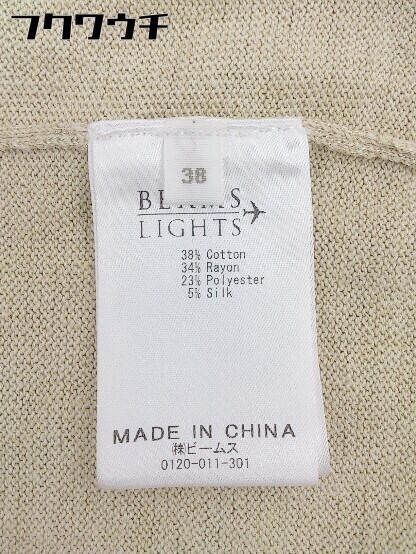 フクワウチ
38
BEAMS
LIGHTS
38% Cotton
34% Rayon
23% Polyester
5% Silk
MADE IN CHINA
㈱ビームス
0120-011-301